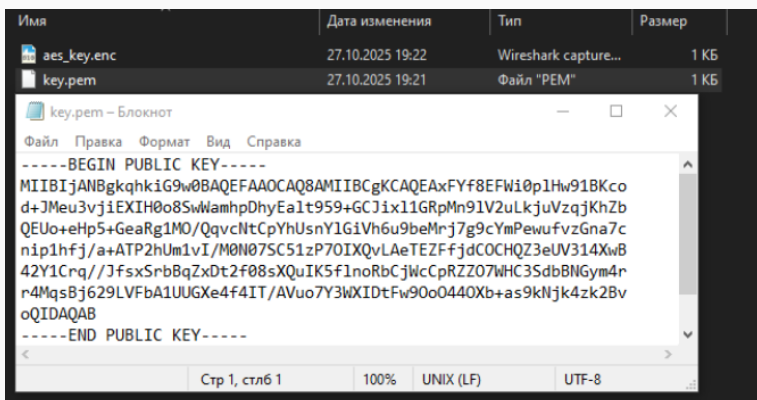 Имя Дата изменения Тип Размер
aes_key.enc 27.10.2025 19:22 Wireshark capture... 1 КБ
key.pem 27.10.2025 19:21 Файл "PEM" 1 КБ
key.pem – Блокнот
Файл Правка Формат Вид Справка
-----BEGIN PUBLIC KEY-----
MIIBIjANBgkqhkiG9w0BAQEFAAOCAQ8AMIIBCgKCAQEAxFYf8EFWi0plHw91BKco
d+JMeu3vjiEXIH0o8SwWamhpDhyEalt959+GCJixl1GRpMn9lV2uLkjuVzqjKhZb
QEUo+eHp5+GeaRg1MO/QqvcNtCpYhUsnYlGiVh6u9beMrj7g9cYmPewufvzGna7c
nip1hfj/a+ATP2hUm1vI/M0N07SC51zP7OIXQvLAeTEZFfjdCOCHQZ3eUV314XwB
42Y1Crq//JfsxSrbBqZxDt2f08sXQuIK5flnoRbCjWcCpRZZO7WHC3SdbBNGym4r
r4MqsBj629LVFbA1UUGXe4f4IT/AVuo7Y3WXIDtFw9OoO44OXb+as9kNjk4zk2Bv
oQIDAQAB
-----END PUBLIC KEY-----
Стр 1, стлб 1 100% UNIX (LF) UTF-8